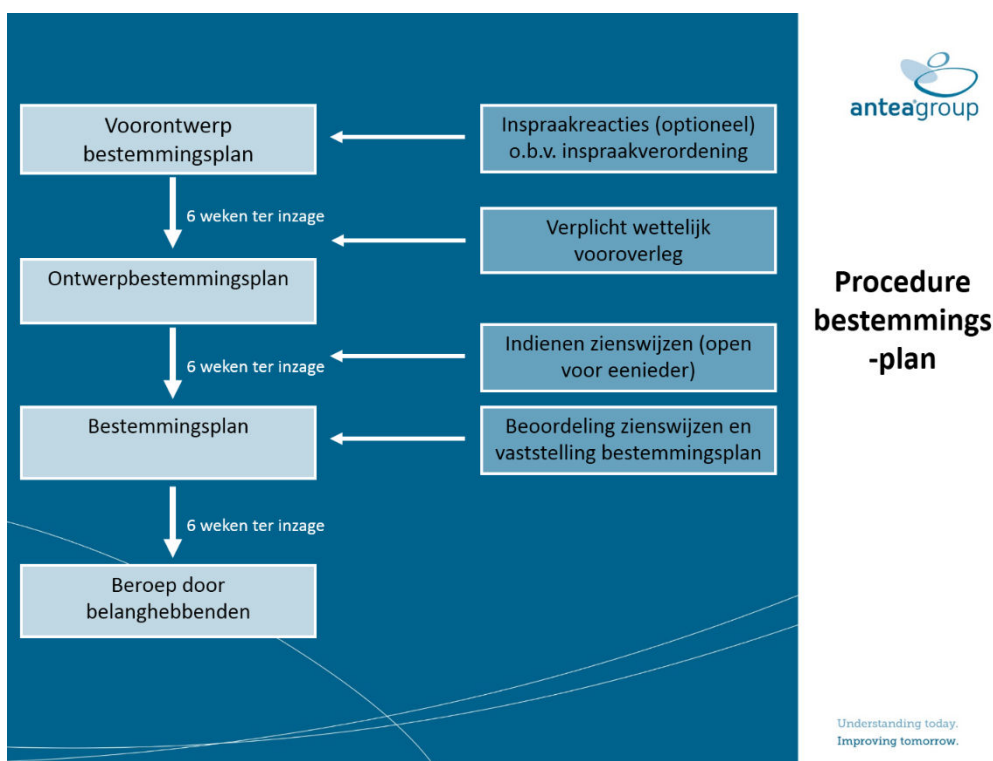 Voorontwerp
bestemmingsplan
Inspraakreacties (optioneel)
o.b.v. inspraakverordening
6 weken ter inzage
Verplicht wettelijk
vooroverleg
Ontwerpbestemmingsplan
6 weken ter inzage
Indienen zienswijzen (open
voor eenieder)
Bestemmingsplan
Beoordeling zienswijzen en
vaststelling bestemmingsplan
6 weken ter inzage
Beroep door
belanghebbenden
anteagroup
Procedure
bestemmings
-plan
Understanding today.
Improving tomorrow.